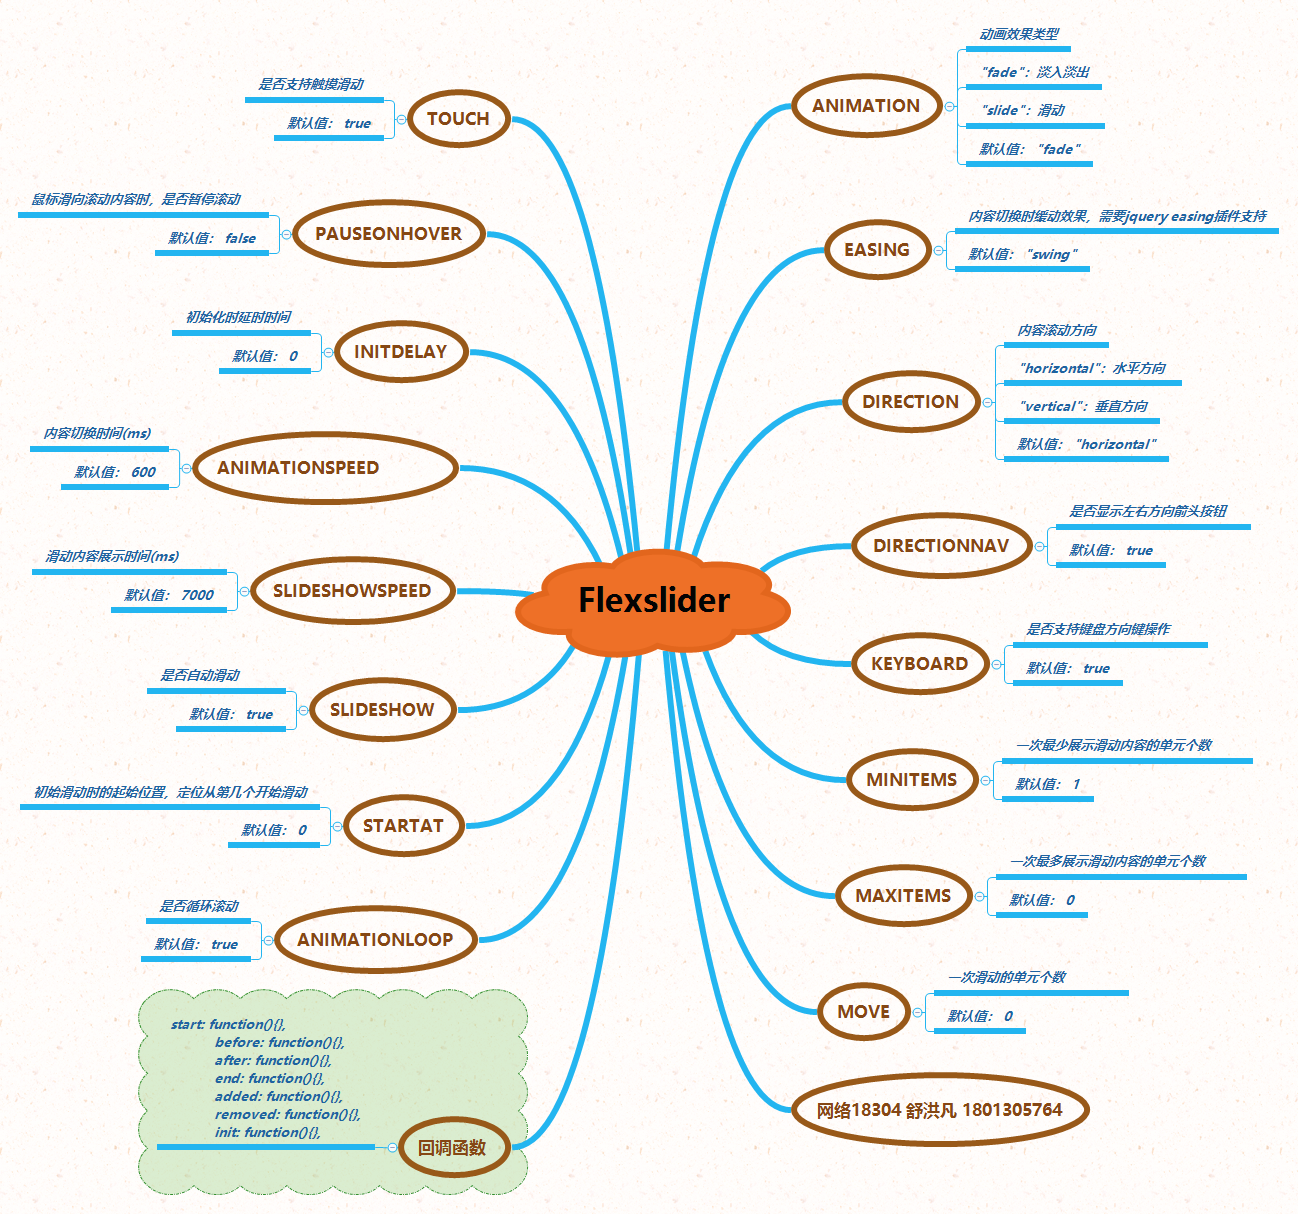 Flexslider
ANIMATION
动画效果类型
"fade"：淡入淡出
"slide"：滑动
默认值： "fade"
EASING
内容切换时缓动效果，需要jquery easing插件支持
默认值： "swing"
DIRECTION
内容滚动方向
"horizontal"：水平方向
"vertical"：垂直方向
默认值： "horizontal"
DIRECTIONNAV
是否显示左右方向箭头按钮
默认值： true
KEYBOARD
是否支持键盘方向键操作
默认值： true
MINITEMS
一次最少展示滑动内容的单元个数
默认值： 1
MAXITEMS
一次最多展示滑动内容的单元个数
默认值： 0
MOVE
一次滑动的单元个数
默认值： 0
网络18304 舒洪凡 1801305764
TOUCH
是否支持触摸滑动
默认值： true
PAUSEONHOVER
鼠标滑向滚动内容时，是否暂停滚动
默认值： false
INITDELAY
初始化时延时时间
默认值： 0
ANIMATIONSPEED
内容切换时间(ms)
默认值： 600
SLIDESHOWSPEED
滑动内容展示时间(ms)
默认值： 7000
SLIDESHOW
是否自动滑动
默认值： true
STARTAT
初始滑动时的起始位置，定位从第几个开始滑动
默认值： 0
ANIMATIONLOOP
是否循环滚动
默认值： true
回调函数
start: function(){},
before: function(){},
after: function(){},
end: function(){},
added: function(){},
removed: function(){},
init: function(){},